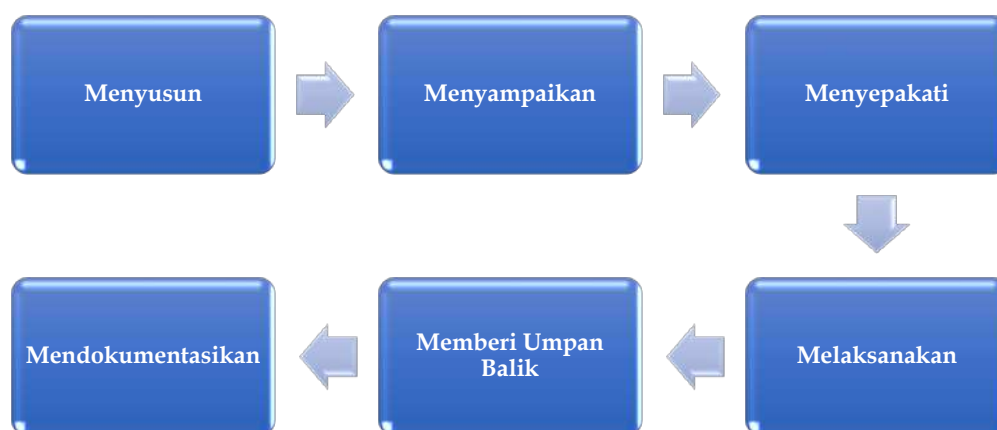 Menyusun
Menyampaikan
Menyepakati
Melaksanakan
Memberi Umpan
Balik
Mendokumentasikan